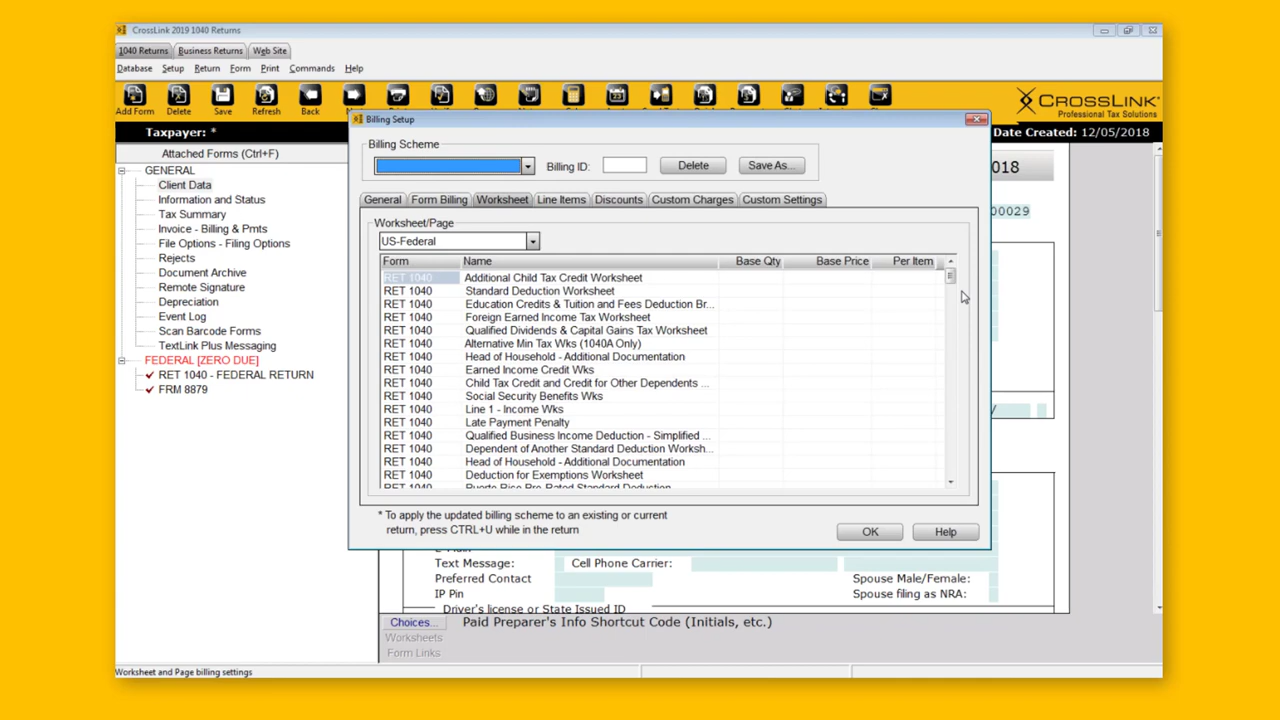 CrossLink 2019 1040 Returns
1040 Returns Business Returns Web Site
Database Setup Return Form Print Commands Help
Add Form Delete Save Refresh Back
CROSSLINK
Professional Tax Solutions
Taxpayer: *
Date Created: 12/05/2018
Attached Forms (Ctrl+F)
GENERAL
Client Data
Information and Status
Tax Summary
Invoice - Billing & Pmts
File Options - Filing Options
Rejects
Document Archive
Remote Signature
Depreciation
Event Log
Scan Barcode Forms
TextLink Plus Messaging
FEDERAL [ZERO DUE]
RET 1040 - FEDERAL RETURN
FRM 8879
Billing Setup
Billing Scheme
Billing ID: Delete Save As...
General Form Billing Worksheet Line Items Discounts Custom Charges Custom Settings
Worksheet/Page
US-Federal
Form Name Base Qty Base Price Per Item
RET 1040 Additional Child Tax Credit Worksheet
RET 1040 Standard Deduction Worksheet
RET 1040 Education Credits & Tuition and Fees Deduction Br...
RET 1040 Foreign Earned Income Tax Worksheet
RET 1040 Qualified Dividends & Capital Gains Tax Worksheet
RET 1040 Alternative Min Tax Wks (1040A Only)
RET 1040 Head of Household - Additional Documentation
RET 1040 Earned Income Credit Wks
RET 1040 Child Tax Credit and Credit for Other Dependents ...
RET 1040 Social Security Benefits Wks
RET 1040 Line 1 - Income Wks
RET 1040 Late Payment Penalty
RET 1040 Qualified Business Income Deduction - Simplified ...
RET 1040 Dependent of Another Standard Deduction Worksh...
RET 1040 Head of Household - Additional Documentation
RET 1040 Deduction for Exemptions Worksheet
RET 1040 Puerto Rico Pro-Rated Standard Deduction
* To apply the updated billing scheme to an existing or current
return, press CTRL+U while in the return
OK Help
018
00029
/
Text Message: Cell Phone Carrier:
Preferred Contact Spouse Male/Female:
IP Pin Spouse filing as NRA:
Driver's license or State Issued ID
Choices... Paid Preparer's Info Shortcut Code (Initials, etc.)
Worksheets
Form Links
Worksheet and Page billing settings